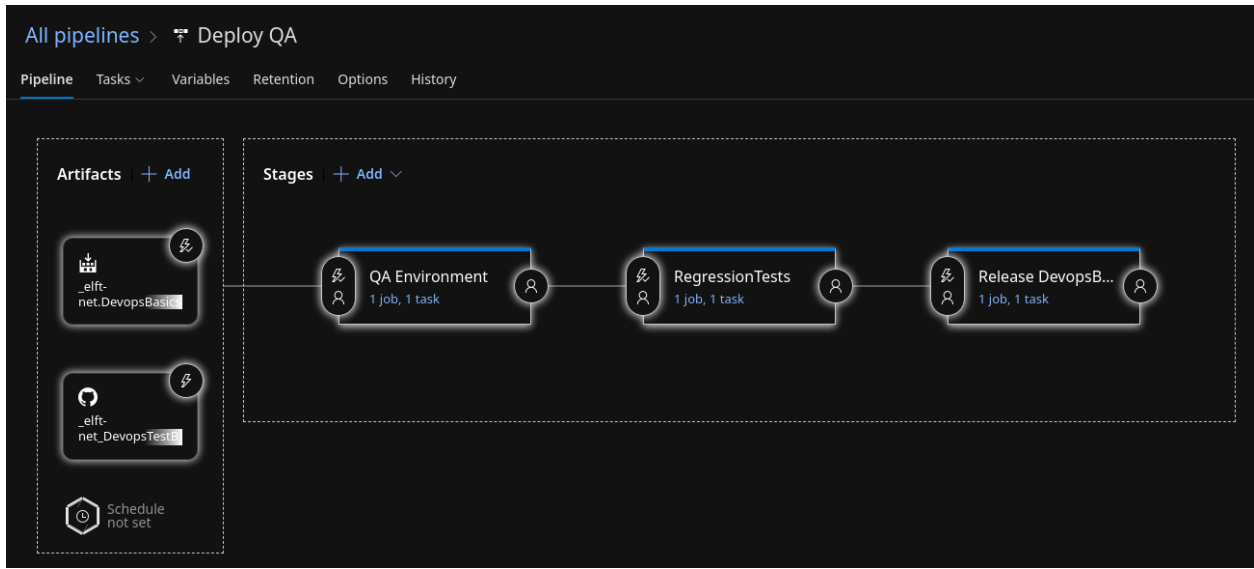 All pipelines > Deploy QA
Pipeline Tasks Variables Retention Options History
Artifacts + Add
Stages + Add
_elft-
net.DevopsBasics
QA Environment
1 job, 1 task
RegressionTests
1 job, 1 task
Release DevopsB...
1 job, 1 task
_elft-
net_DevopsTestB
Schedule
not set